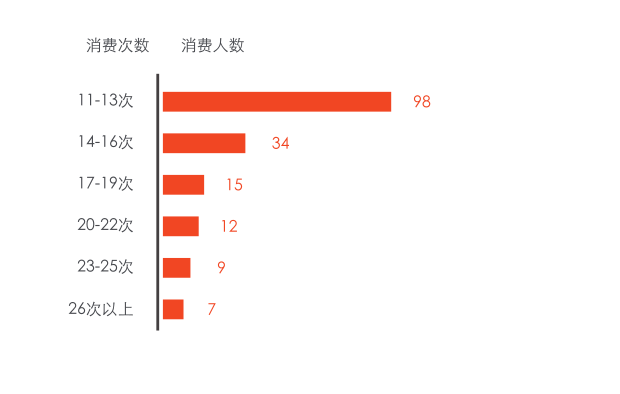 消费次数 消费人数
11-13次 98
14-16次 34
17-19次 15
20-22次 12
23-25次 9
26次以上 7